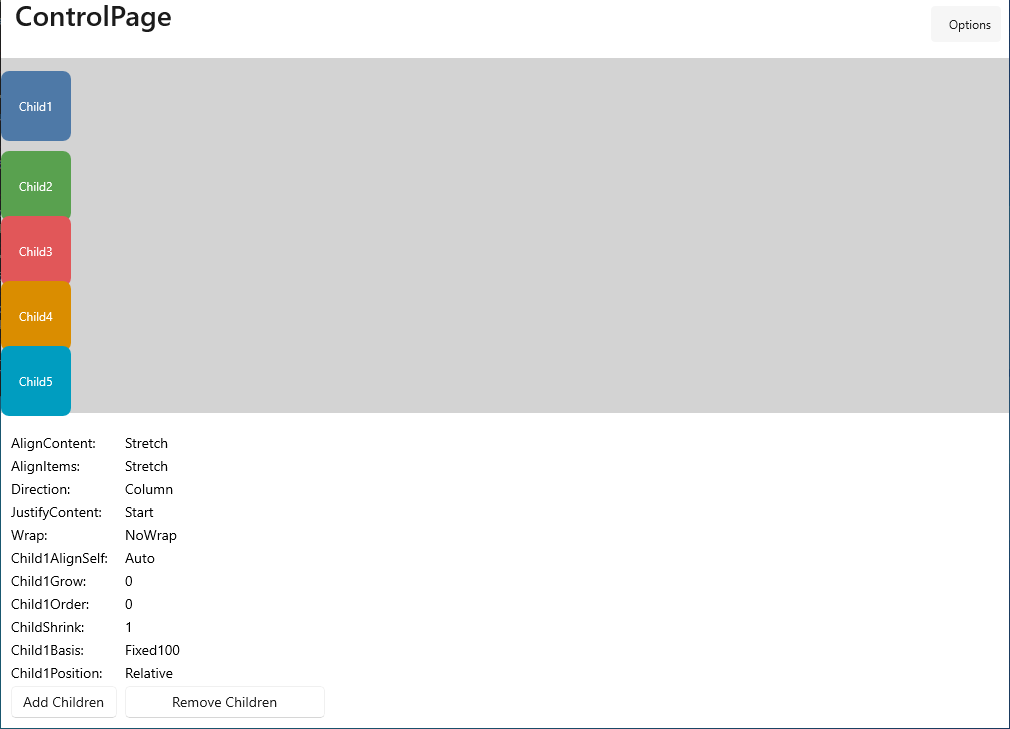 ControlPage
Options
Child1
Child2
Child3
Child4
Child5
AlignContent: Stretch
AlignItems: Stretch
Direction: Column
JustifyContent: Start
Wrap: NoWrap
Child1AlignSelf: Auto
Child1Grow: 0
Child1Order: 0
ChildShrink: 1
Child1Basis: Fixed100
Child1Position: Relative
Add Children Remove Children